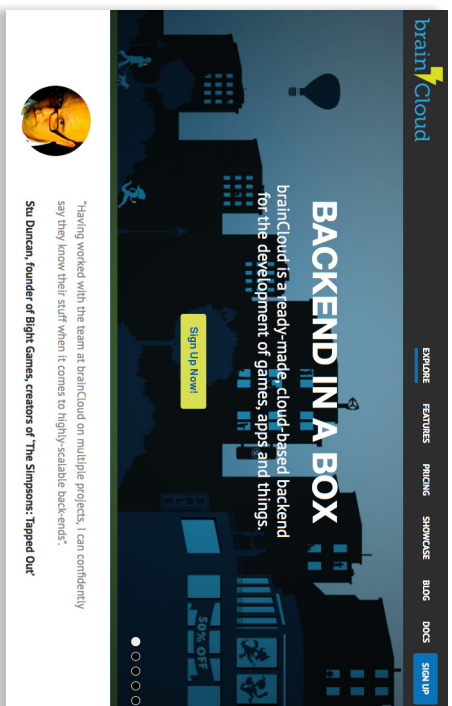 brainCloud
EXPLORE
FEATURES
PRICING
SHOWCASE
BLOG
DOCS
SIGN UP
BACKEND IN A BOX
brainCloud is a ready-made, cloud-based backend
for the development of games, apps and things.
Sign Up Now!
SALE
50% OFF
"Having worked with the team at brainCloud on multiple projects, I can confidently
say they know their stuff when it comes to highly-scalable back-ends".
Stu Duncan, founder of Bight Games, creators of 'The Simpsons: Tapped Out'